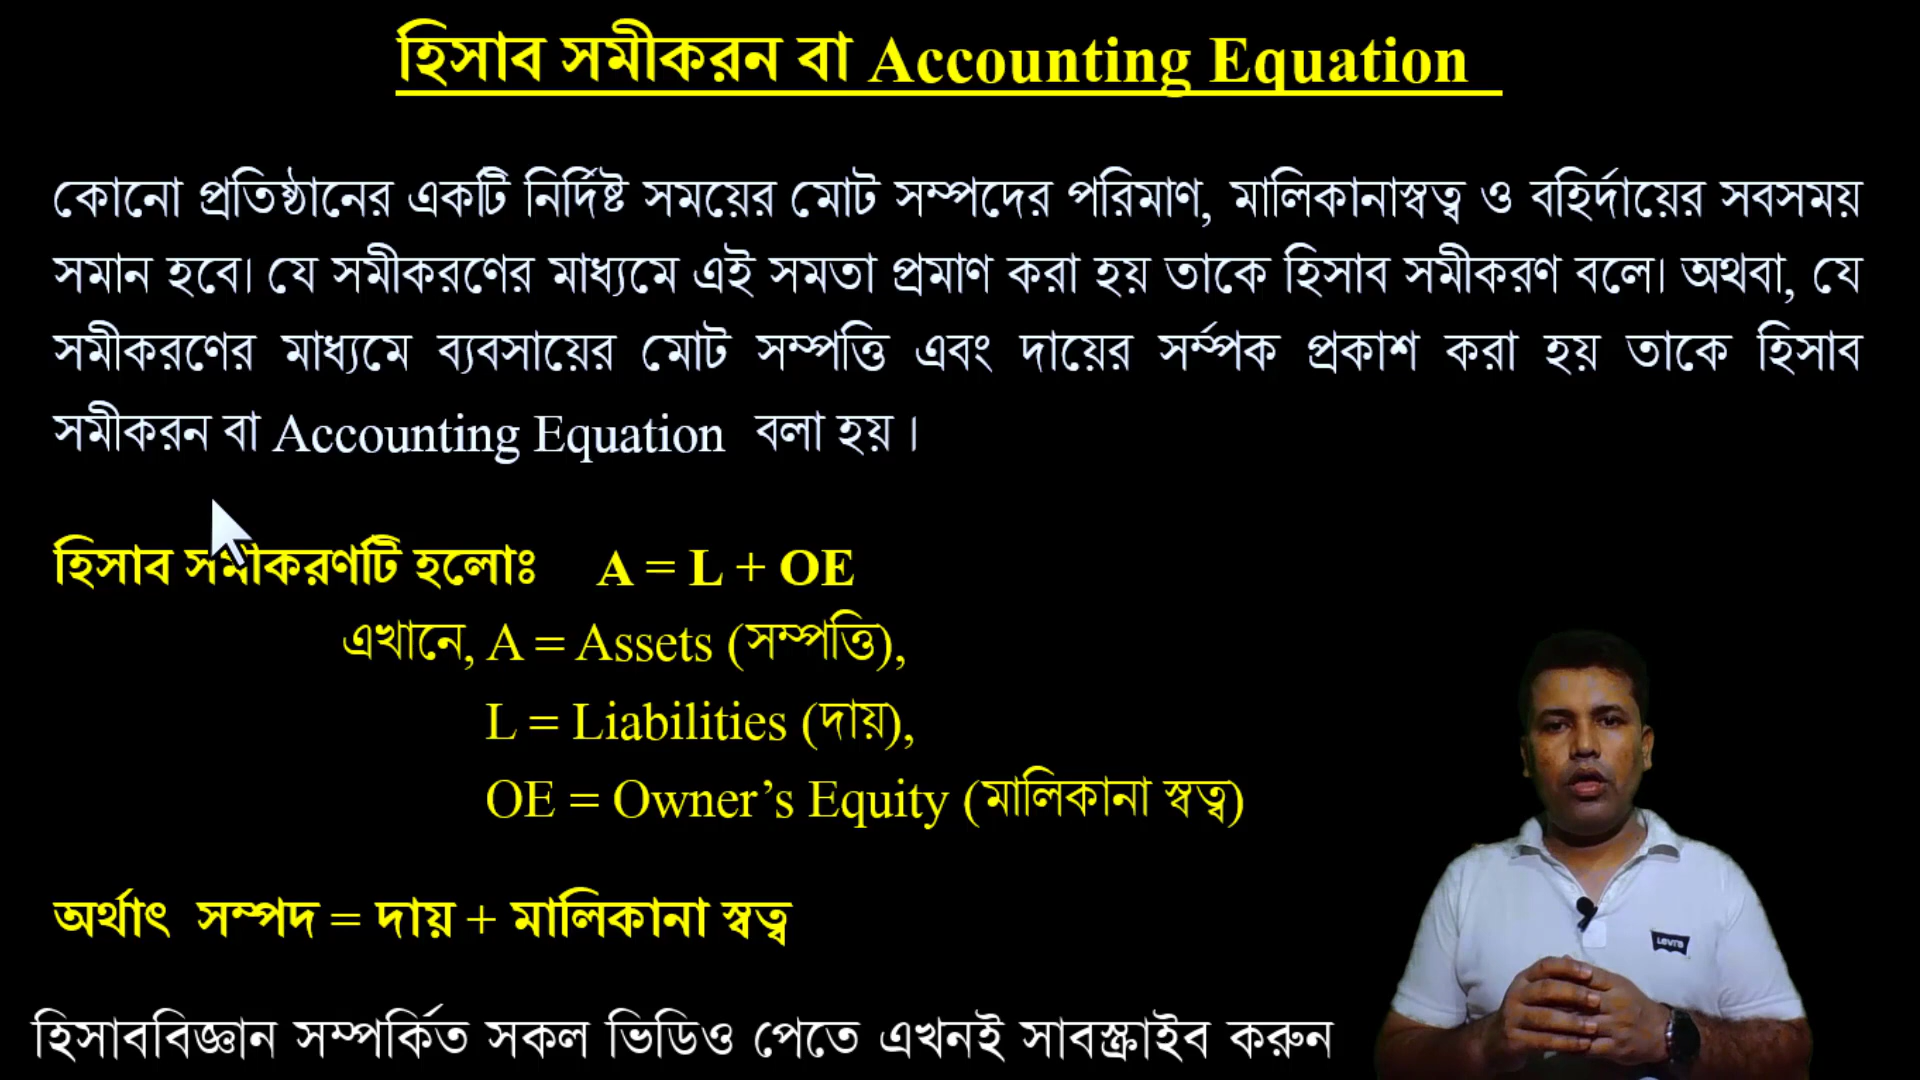 হিসাব সমীকরন বা Accounting Equation
কোনো প্রতিষ্ঠানের একটি নির্দিষ্ট সময়ের মোট সম্পদের পরিমাণ, মালিকানাস্বত্ব ও বহির্দায়ের সবসময়
সমান হবে। যে সমীকরণের মাধ্যমে এই সমতা প্রমাণ করা হয় তাকে হিসাব সমীকরণ বলে। অথবা, যে
সমীকরণের মাধ্যমে ব্যবসায়ের মোট সম্পত্তি এবং দায়ের সর্ম্পক প্রকাশ করা হয় তাকে হিসাব
সমীকরন বা Accounting Equation বলা হয় ।
হিসাব সমীকরণটি হলোঃ A = L + OE
এখানে, A = Assets (সম্পত্তি),
L = Liabilities (দায়),
OE = Owner’s Equity (মালিকানা স্বত্ব)
অর্থাৎ সম্পদ = দায় + মালিকানা স্বত্ব
Levi's
হিসাববিজ্ঞান সম্পর্কিত সকল ভিডিও পেতে এখনই সাবস্ক্রাইব করুন